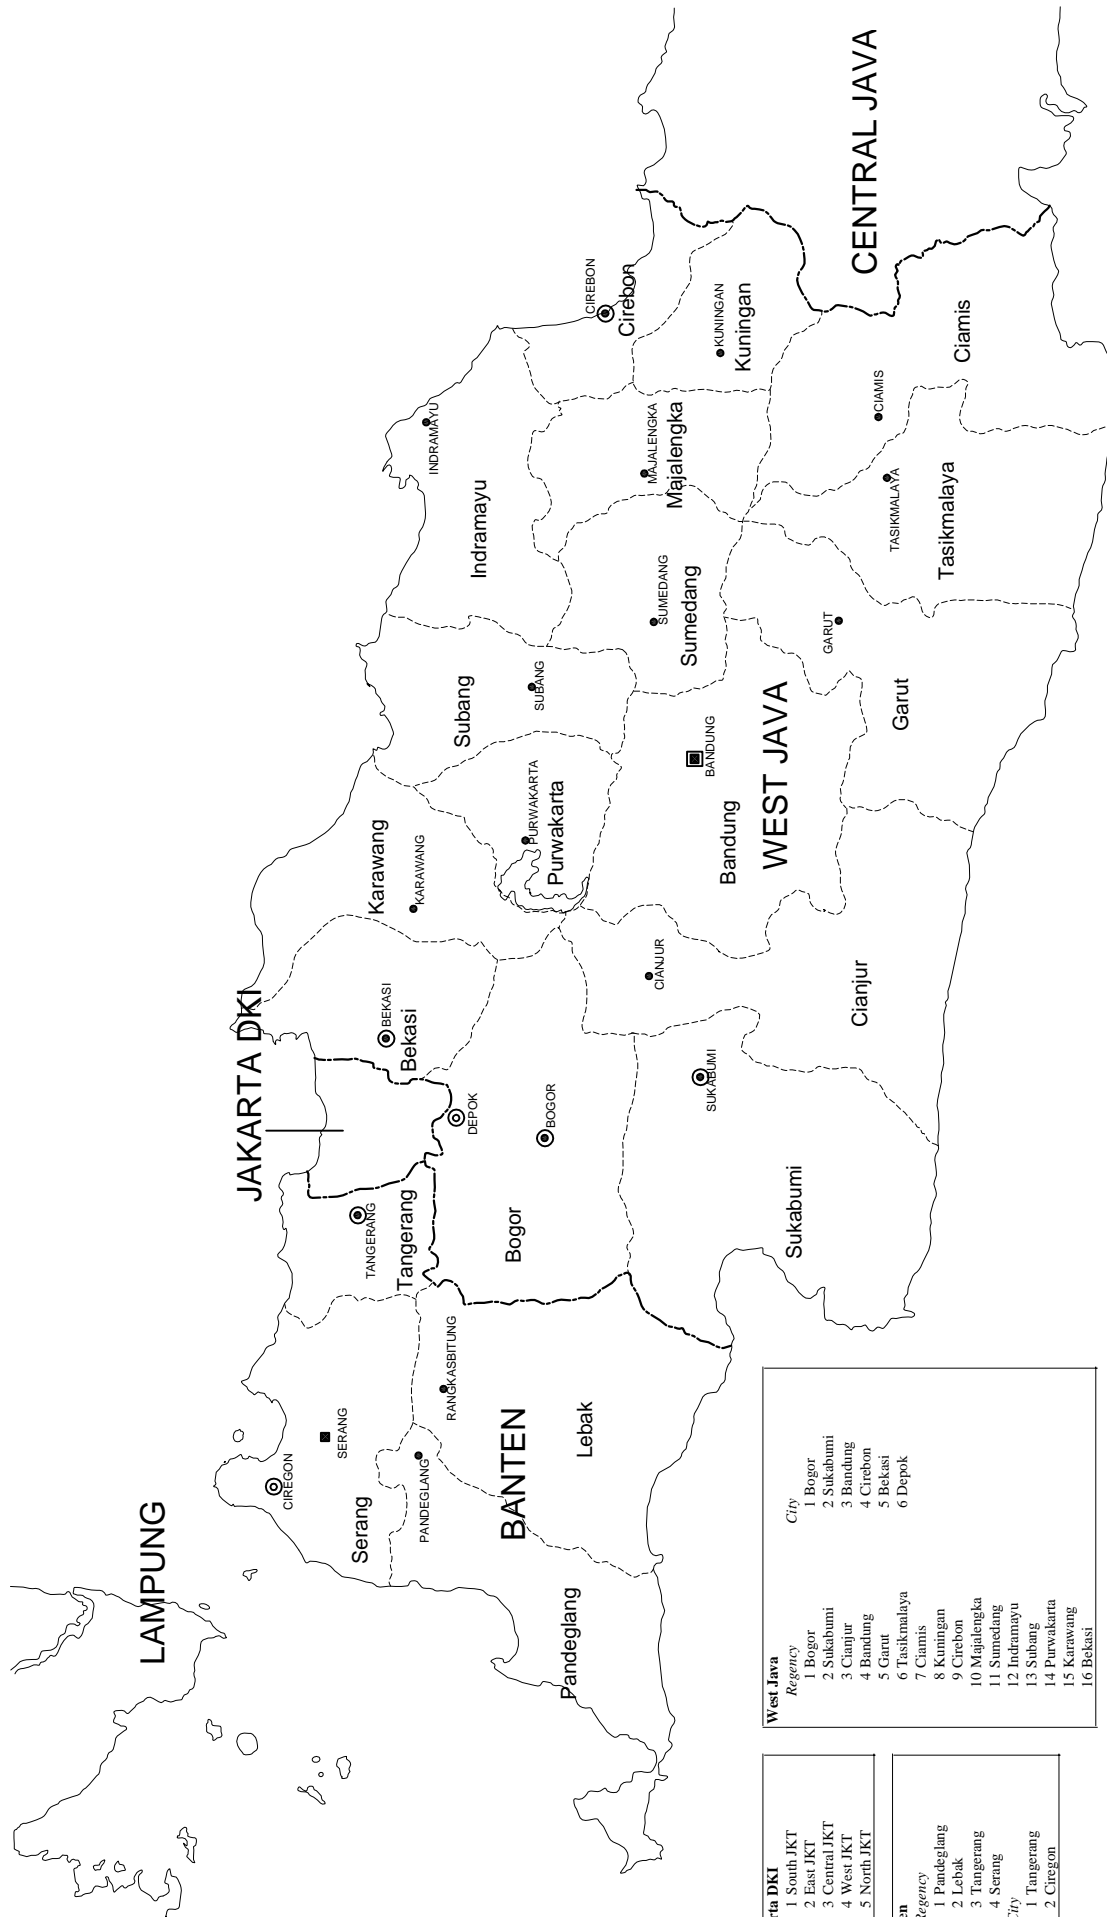 LAMPUNG
JAKARTA DKI
BANTEN
WEST JAVA
CENTRAL JAVA
CIREGON
SERANG
Serang
PANDEGLANG
Pandeglang
RANGKASBITUNG
Lebak
TANGERANG
Tangerang
DEPOK
BOGOR
Bogor
BEKASI
Bekasi
SUKABUMI
Sukabumi
KARAWANG
Karawang
CIANJUR
Cianjur
PURWAKARTA
Purwakarta
SUBANG
Subang
BANDUNG
Bandung
INDRAMAYU
Indramayu
SUMEDANG
Sumedang
GARUT
Garut
MAJALENGKA
Majalengka
TASIKMALAYA
Tasikmalaya
CIREBON
Cirebon
KUNINGAN
Kuningan
CIAMIS
Ciamis
rta DKI
1 South JKT
2 East JKT
3 Central JKT
4 West JKT
5 North JKT
en
Regency
1 Pandeglang
2 Lebak
3 Tangerang
4 Serang
City
1 Tangerang
2 Ciregon
West Java
Regency
1 Bogor
2 Sukabumi
3 Cianjur
4 Bandung
5 Garut
6 Tasikmalaya
7 Ciamis
8 Kuningan
9 Cirebon
10 Majalengka
11 Sumedang
12 Indramayu
13 Subang
14 Purwakarta
15 Karawang
16 Bekasi
City
1 Bogor
2 Sukabumi
3 Bandung
4 Cirebon
5 Bekasi
6 Depok